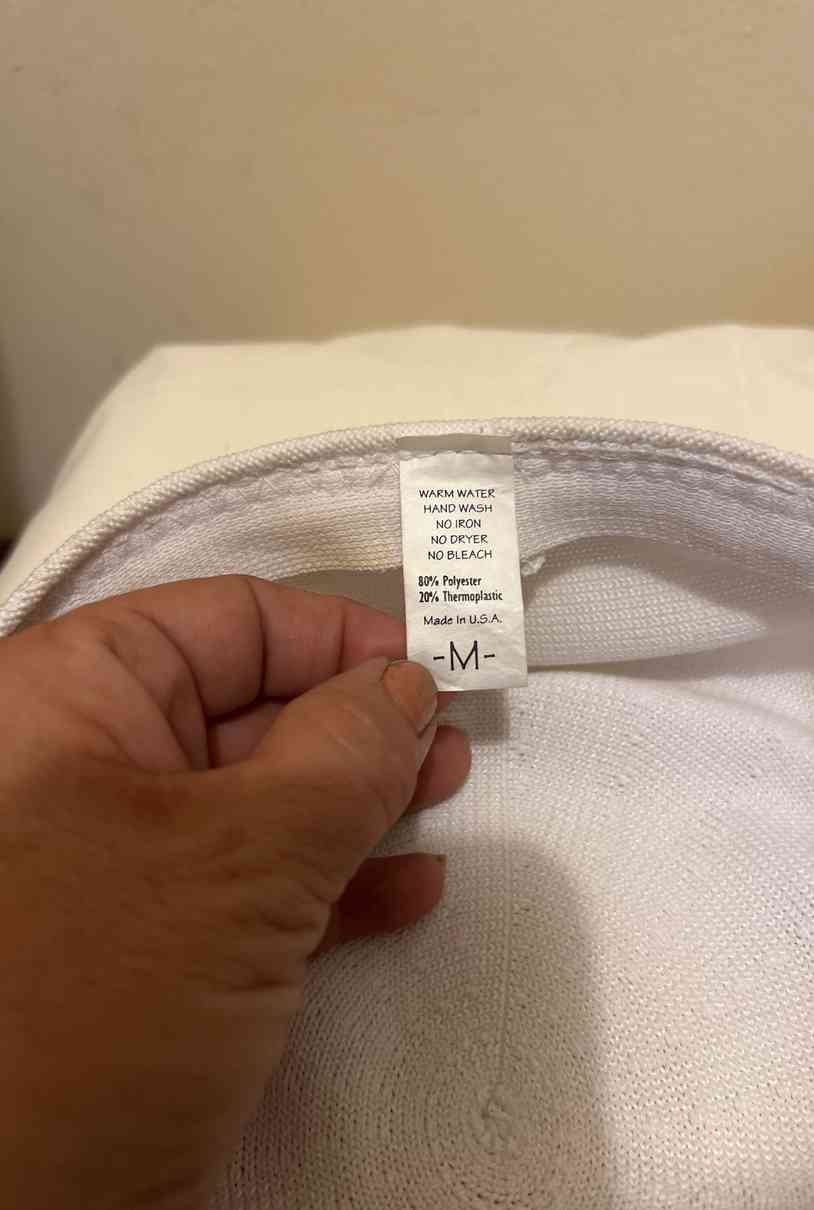 WARM WATER
HAND WASH
NO IRON
NO DRYER
NO BLEACH
80% Polyester
20% Thermoplastic
Made In U.S.A.
-M-